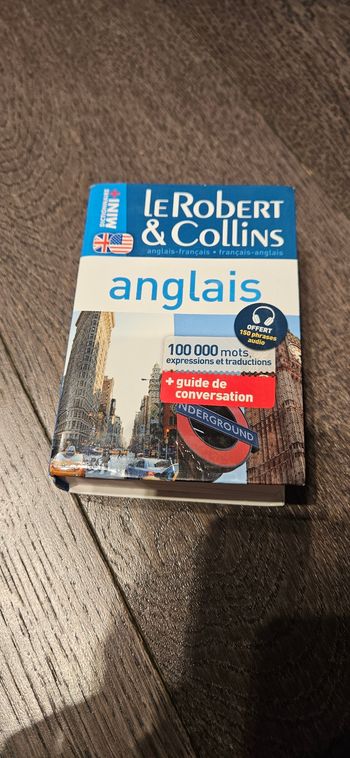 DICTIONNAIRE
MINI+
LE ROBERT
& COLLINS
anglais-français • français-anglais
anglais
OFFERT
150 phrases
audio
100 000 mots,
expressions et traductions
+ guide de
conversation
UNDERGROUND